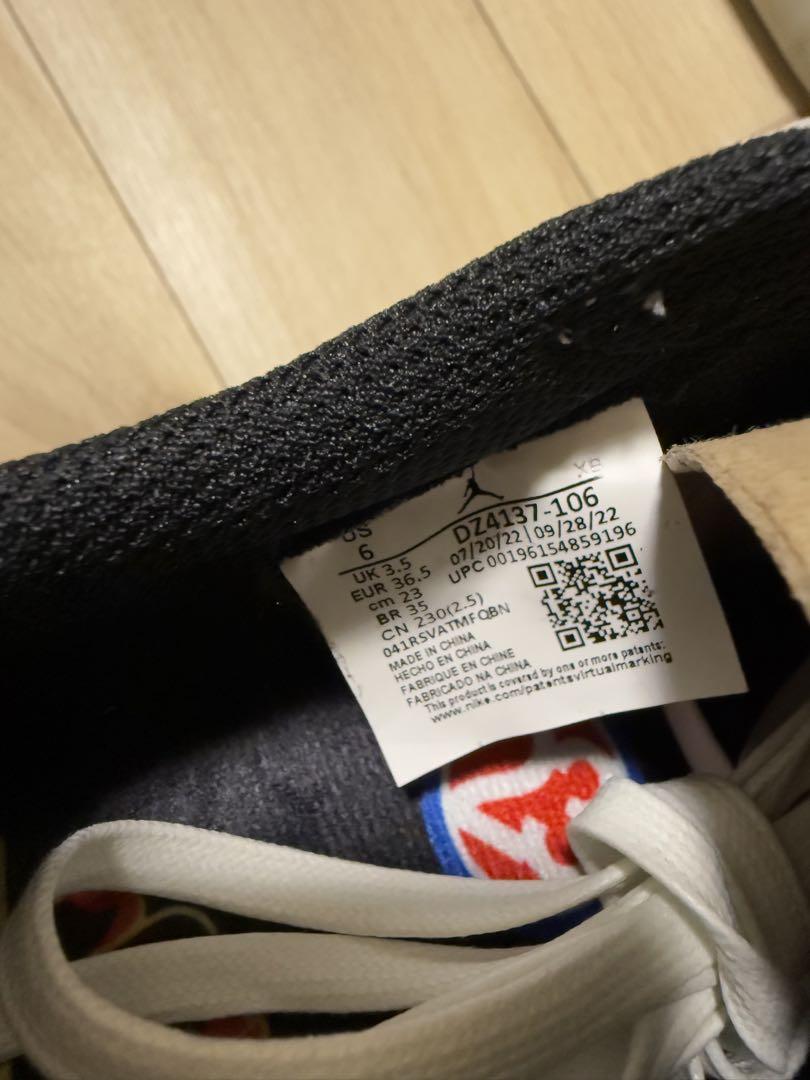 XB
US
6
DZ4137-106
07/20/22 | 09/28/22
UPC 00196154859196
UK 3.5
EUR 36.5
cm 23
BR 35
CN 230(2.5)
041RSVATMFQBN
MADE IN CHINA
HECHO EN CHINA
FABRIQUE EN CHINE
FABRICADO NA CHINA
This product is covered by one or more patents:
www.nike.com/patentsvirtualmarking